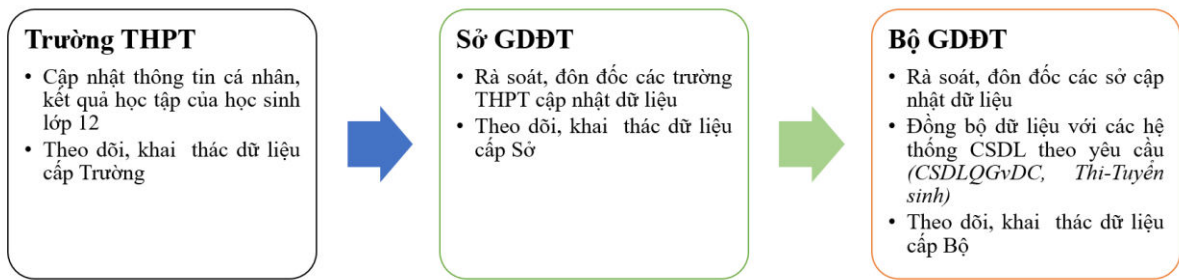 Trường THPT
• Cập nhật thông tin cá nhân,
kết quả học tập của học sinh
lớp 12
• Theo dõi, khai thác dữ liệu
cấp Trường
Sở GDĐT
• Rà soát, đôn đốc các trường
THPT cập nhật dữ liệu
• Theo dõi, khai thác dữ liệu
cấp Sở
Bộ GDĐT
• Rà soát, đôn đốc các sở cập
nhật dữ liệu
• Đồng bộ dữ liệu với các hệ
thống CSDL theo yêu cầu
(CSDLQGvDC, Thi-Tuyển
sinh)
• Theo dõi, khai thác dữ liệu
cấp Bộ